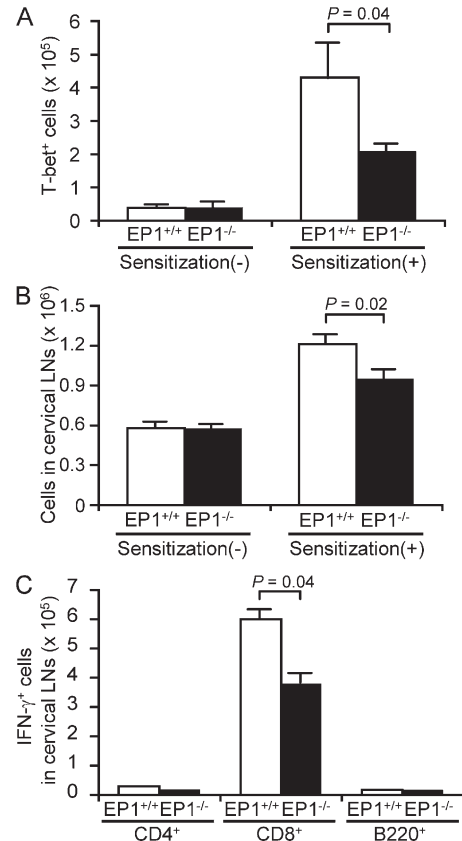 A
T-bet⁺ cells (x 10⁵)
6
5
4
3
2
1
0
P = 0.04
EP1⁺/⁺ EP1⁻/⁻ EP1⁺/⁺ EP1⁻/⁻
Sensitization(-) Sensitization(+)
B
Cells in cervical LNs (x 10⁶)
1.5
1.2
0.9
0.6
0.3
0
P = 0.02
EP1⁺/⁺ EP1⁻/⁻ EP1⁺/⁺ EP1⁻/⁻
Sensitization(-) Sensitization(+)
C
IFN-γ⁺ cells
in cervical LNs (x 10⁵)
7
6
5
4
3
2
1
0
P = 0.04
EP1⁺/⁺EP1⁻/⁻ EP1⁺/⁺ EP1⁻/⁻ EP1⁺/⁺EP1⁻/⁻
CD4⁺ CD8⁺ B220⁺